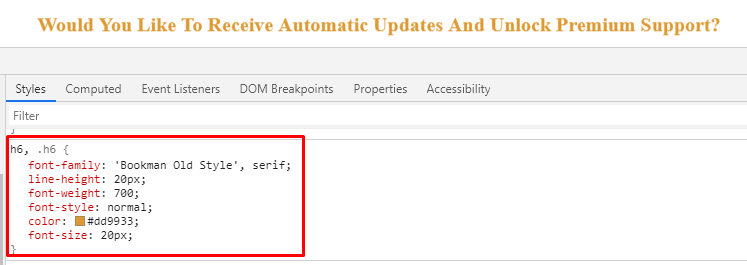 Would You Like To Receive Automatic Updates And Unlock Premium Support?
Styles Computed Event Listeners DOM Breakpoints Properties Accessibility
Filter
}
h6, .h6 {
font-family: 'Bookman Old Style', serif;
line-height: 20px;
font-weight: 700;
font-style: normal;
color: #dd9933;
font-size: 20px;
}